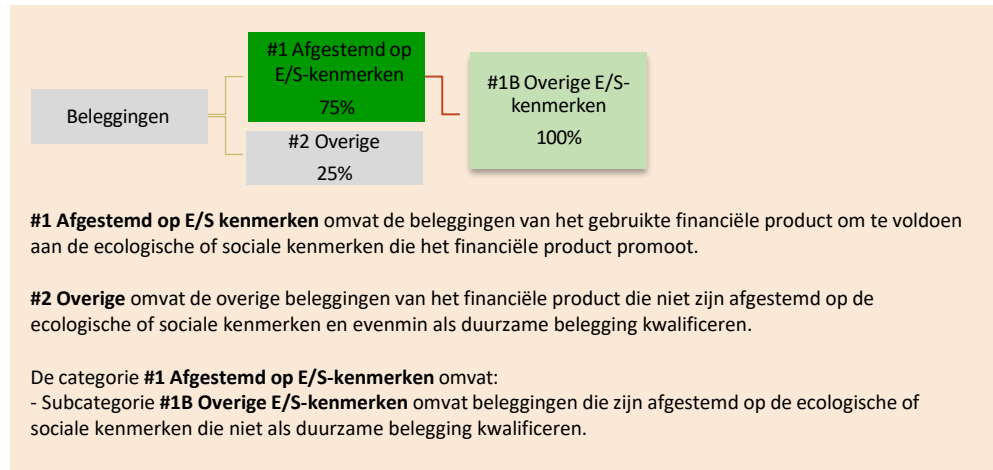 #1 Afgestemd op
E/S-kenmerken
75%
#1B Overige E/S-
kenmerken
100%
Beleggingen
#2 Overige
25%
#1 Afgestemd op E/S kenmerken omvat de beleggingen van het gebruikte financiële product om te voldoen
aan de ecologische of sociale kenmerken die het financiële product promoot.
#2 Overige omvat de overige beleggingen van het financiële product die niet zijn afgestemd op de
ecologische of sociale kenmerken en evenmin als duurzame belegging kwalificeren.
De categorie #1 Afgestemd op E/S-kenmerken omvat:
- Subcategorie #1B Overige E/S-kenmerken omvat beleggingen die zijn afgestemd op de ecologische of
sociale kenmerken die niet als duurzame belegging kwalificeren.